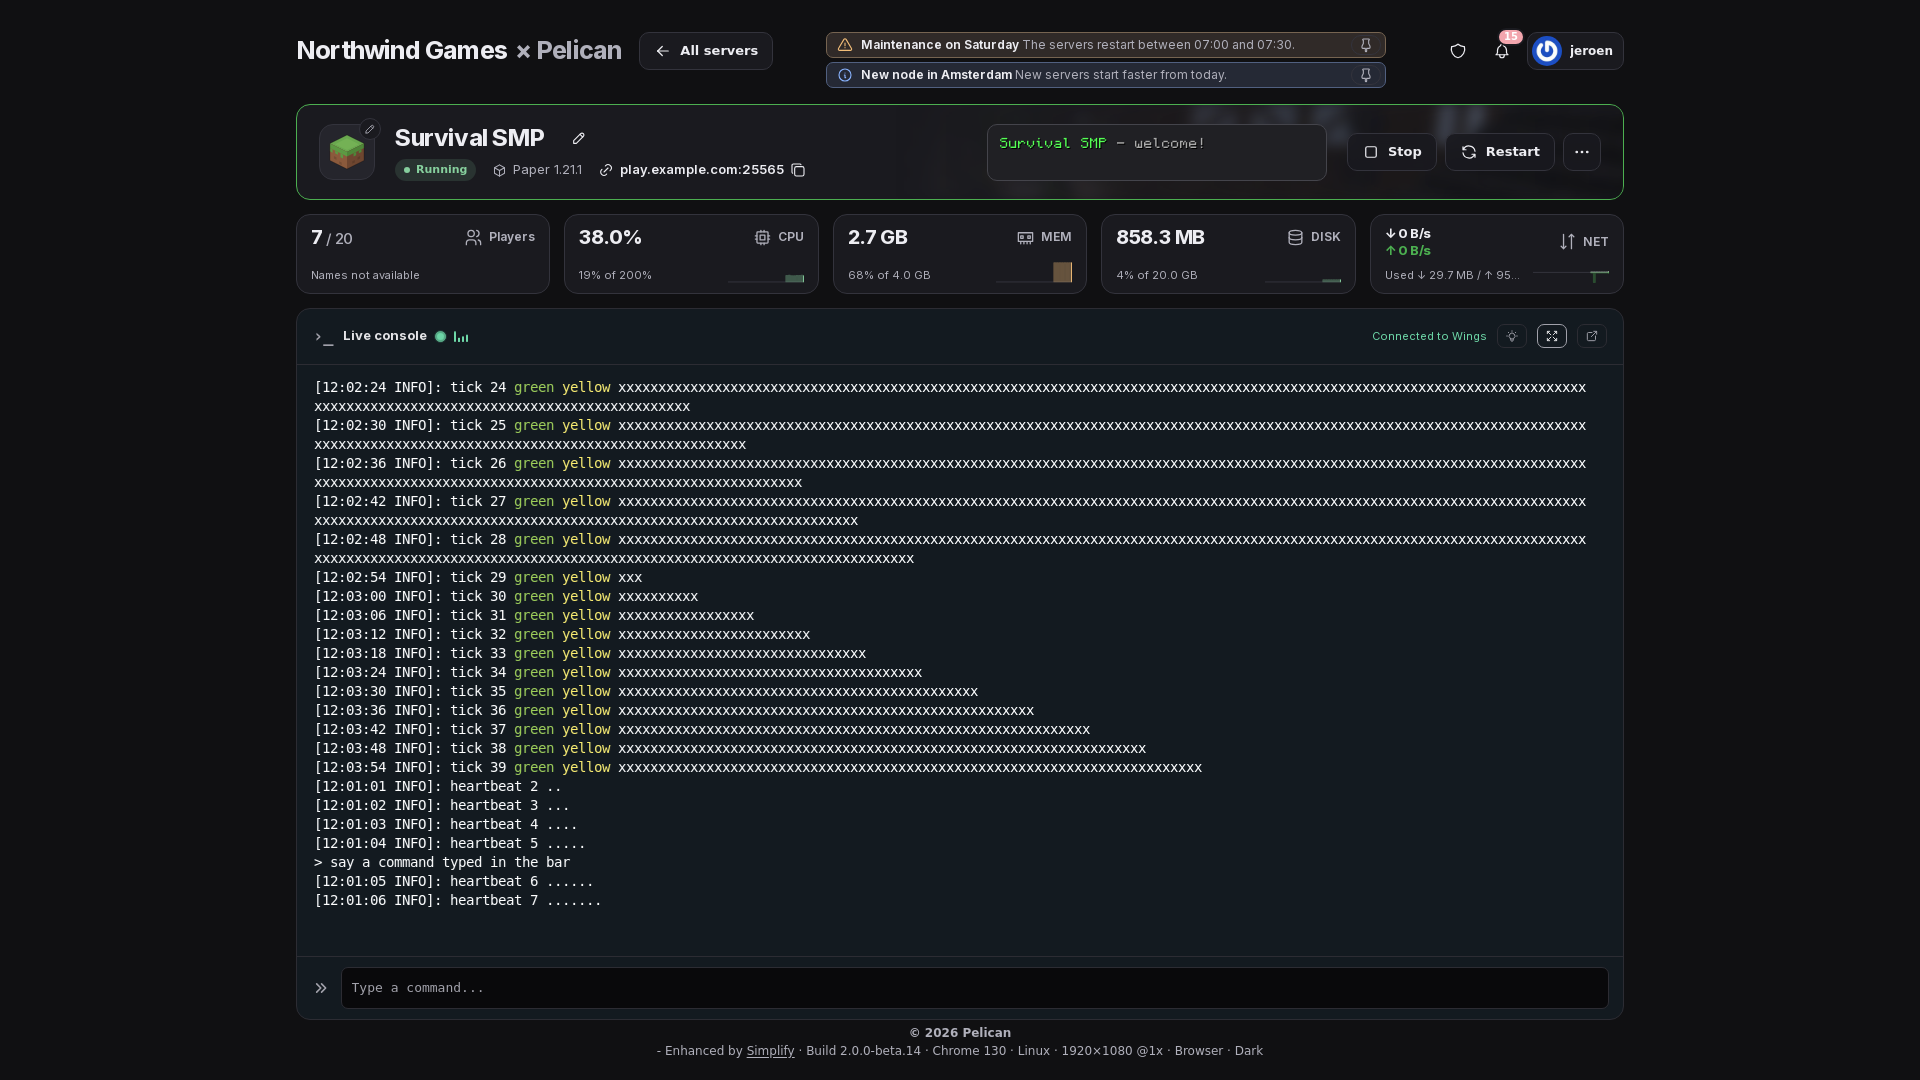 Northwind Games × Pelican
All servers
Maintenance on Saturday The servers restart between 07:00 and 07:30.
New node in Amsterdam New servers start faster from today.
15
jeroen
Survival SMP
Running
Paper 1.21.1
play.example.com:25565
Survival SMP - welcome!
Stop
Restart
7 / 20
Players
Names not available
38.0%
CPU
19% of 200%
2.7 GB
MEM
68% of 4.0 GB
858.3 MB
DISK
4% of 20.0 GB
↓ 0 B/s
↑ 0 B/s
NET
Used ↓ 29.7 MB / ↑ 95...
Live console
Connected to Wings
[12:02:24 INFO]: tick 24 green yellow
[12:02:30 INFO]: tick 25 green yellow
[12:02:36 INFO]: tick 26 green yellow
[12:02:42 INFO]: tick 27 green yellow
[12:02:48 INFO]: tick 28 green yellow
[12:02:54 INFO]: tick 29 green yellow xxx
[12:03:00 INFO]: tick 30 green yellow xxxxxxxxxx
[12:03:06 INFO]: tick 31 green yellow xxxxxxxxxxxxxxxxx
[12:03:12 INFO]: tick 32 green yellow xxxxxxxxxxxxxxxxxxxxxxxx
[12:03:18 INFO]: tick 33 green yellow xxxxxxxxxxxxxxxxxxxxxxxxxxxxxxx
[12:03:24 INFO]: tick 34 green yellow xxxxxxxxxxxxxxxxxxxxxxxxxxxxxxxxxxxxxx
[12:03:30 INFO]: tick 35 green yellow xxxxxxxxxxxxxxxxxxxxxxxxxxxxxxxxxxxxxxxxxxxxx
[12:03:36 INFO]: tick 36 green yellow xxxxxxxxxxxxxxxxxxxxxxxxxxxxxxxxxxxxxxxxxxxxxxxxxxxx
[12:03:42 INFO]: tick 37 green yellow xxxxxxxxxxxxxxxxxxxxxxxxxxxxxxxxxxxxxxxxxxxxxxxxxxxxxxxxxxx
[12:03:48 INFO]: tick 38 green yellow xxxxxxxxxxxxxxxxxxxxxxxxxxxxxxxxxxxxxxxxxxxxxxxxxxxxxxxxxxxxxxxxxx
[12:03:54 INFO]: tick 39 green yellow xxxxxxxxxxxxxxxxxxxxxxxxxxxxxxxxxxxxxxxxxxxxxxxxxxxxxxxxxxxxxxxxxxxxxxxxx
[12:01:01 INFO]: heartbeat 2 ..
[12:01:02 INFO]: heartbeat 3 ...
[12:01:03 INFO]: heartbeat 4 ....
[12:01:04 INFO]: heartbeat 5 .....
> say a command typed in the bar
[12:01:05 INFO]: heartbeat 6 ......
[12:01:06 INFO]: heartbeat 7 .......
Type a command...
© 2026 Pelican
- Enhanced by Simplify · Build 2.0.0-beta.14 · Chrome 130 · Linux · 1920×1080 @1x · Browser · Dark